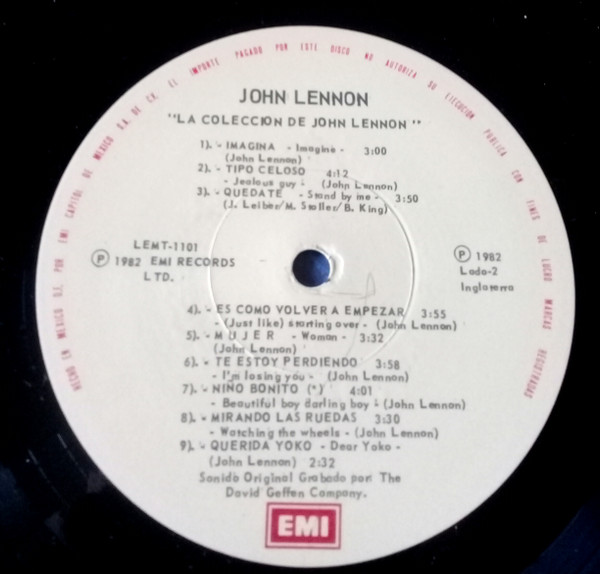 HECHO EN MEXICO D.F. POR EMI CAPITOL DE MEXICO S.A. DE C.V. EL IMPORTE PAGADO POR ESTE DISCO NO AUTORIZA SU EJECUCION PUBLICA CON FINES DE LUCRO MARCAS REGISTRADAS
JOHN LENNON
"LA COLECCION DE JOHN LENNON"
1).- IMAGINA - Imagine - 3:00
(John Lennon)
2).- TIPO CELOSO 4:12
- Jealous guy - (John Lennon)
3).- QUEDATE - Stand by me - 3:50
(J. Leiber/M. Stoller/B. King)
LEMT-1101
Ⓟ 1982 EMI RECORDS
LTD.
Ⓟ 1982
Lado-2
Inglaterra
4).- ES COMO VOLVER A EMPEZAR 3:55
- (Just like) starting over - (John Lennon)
5).- M U J E R - Woman - 3:32
(John Lennon)
6).- TE ESTOY PERDIENDO 3:58
- I'm losing you - (John Lennon)
7).- NIÑO BONITO (*) 4:01
- Beautiful boy darling boy - (John Lennon)
8).- MIRANDO LAS RUEDAS 3:30
- Watching the wheels - (John Lennon)
9).- QUERIDA YOKO - Dear Yoko -
(John Lennon) 2:32
Sonido Original Grabado por: The
David Geffen Company.
EMI